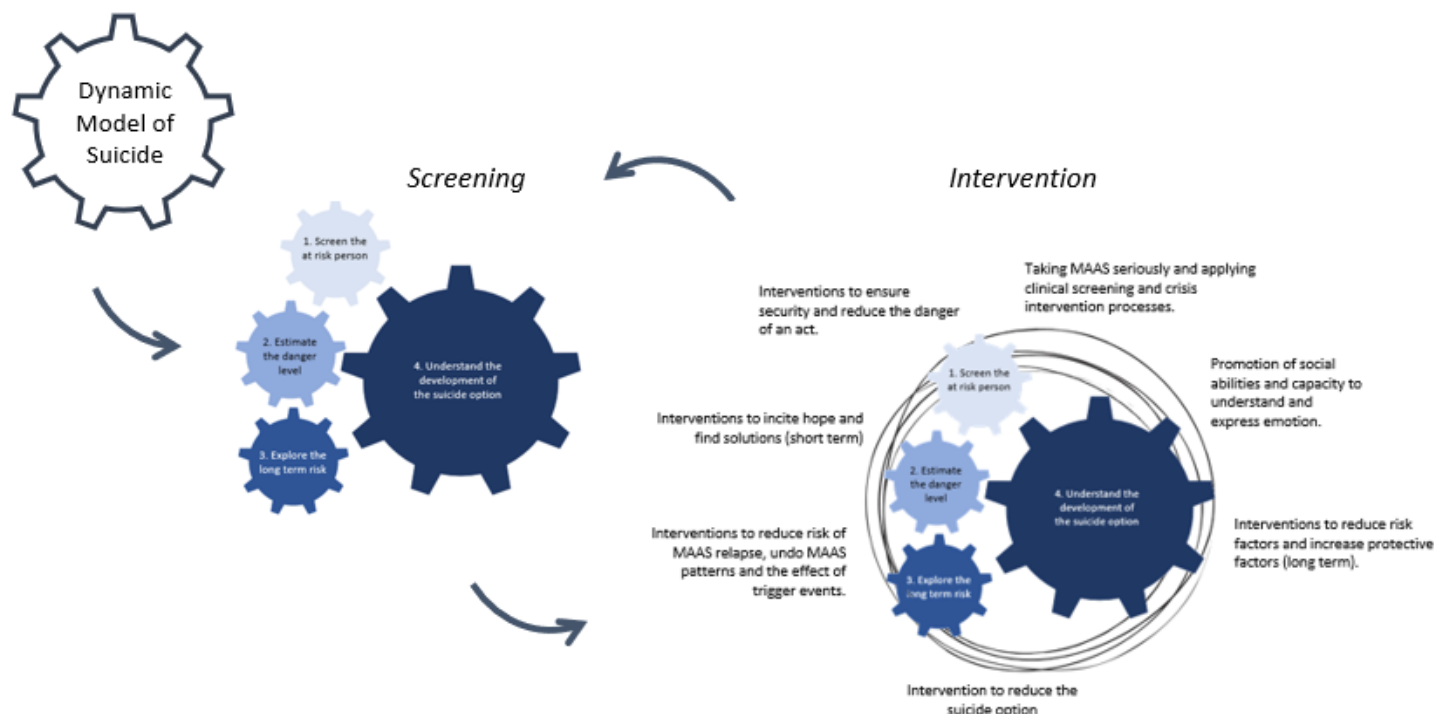 Dynamic
Model of
Suicide
Screening
1. Screen the
at risk person
2. Estimate
the danger
level
3. Explore the
long term risk
4. Understand the
development of
the suicide option
Intervention
Interventions to ensure
security and reduce the danger
of an act.
Taking MAAS seriously and applying
clinical screening and crisis
intervention processes.
Promotion of social
abilities and capacity to
understand and
express emotion.
Interventions to incite hope and
find solutions (short term)
Interventions to reduce risk of
MAAS relapse, undo MAAS
patterns and the effect of
trigger events.
Interventions to reduce risk
factors and increase protective
factors (long term).
Intervention to reduce the
suicide option
1. Screen the
at risk person
2. Estimate
the danger
level
3. Explore the
long term risk
4. Understand the
development of
the suicide option